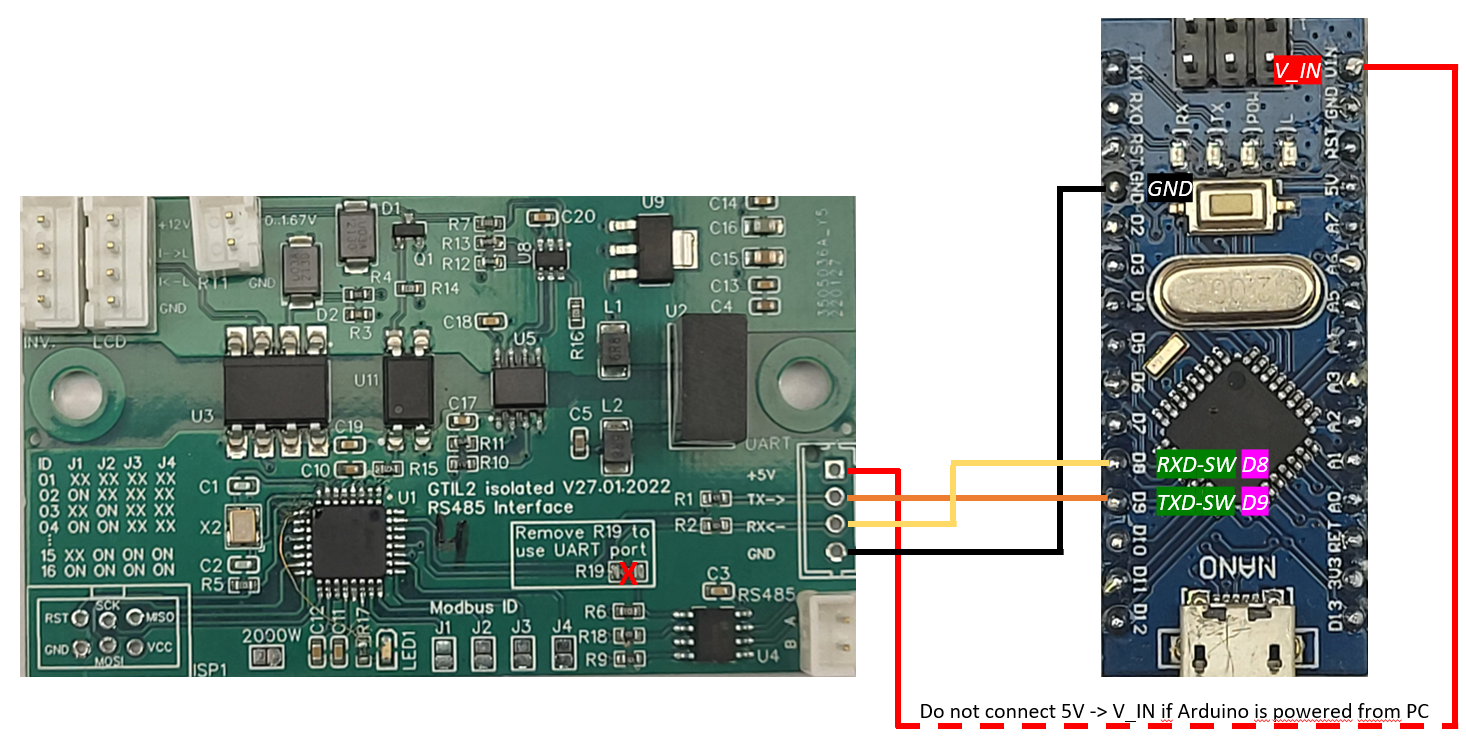 V_IN
VIN
TX1
RX0
RST
GND
D2
D3
D4
D5
D6
D7
D8
D9
D10
D11
D12
RX
TX
POW
L
GND
GND
RST
5V
A7
A6
A5
A4
A3
A2
A1
A0
REF
3V3
D13
RXD-SW D8
TXD-SW D9
NANO
+12V
I->L
I<-L
GND
INV.
LCD
0..1.67V
RT1
GND
D1
D2
R4
R3
Q1
R14
R7
R13
R12
U8
C20
C18
U9
C14
C16
C15
C13
C4
U2
L1
R16
U5
U3
U11
C17
C19
C10
R15
R11
R10
C5
L2
UART
+5V
TX->
RX<-
GND
R1
R2
ID J1 J2 J3 J4
01 XX XX XX XX
02 ON XX XX XX
03 XX ON XX XX
04 ON ON XX XX
:
15 XX ON ON ON
16 ON ON ON ON
C1
X2
C2
R5
U1
GTIL2 isolated V27.01.2022
RS485 Interface
Remove R19 to
use UART port
R19
X
RST
SCK
MISO
GND
MOSI
VCC
ISP1
2000W
C12
C11
R17
LED1
Modbus ID
J1
J2
J3
J4
R6
R18
R9
C3
RS485
A
B
U4
Do not connect 5V -> V_IN if Arduino is powered from PC